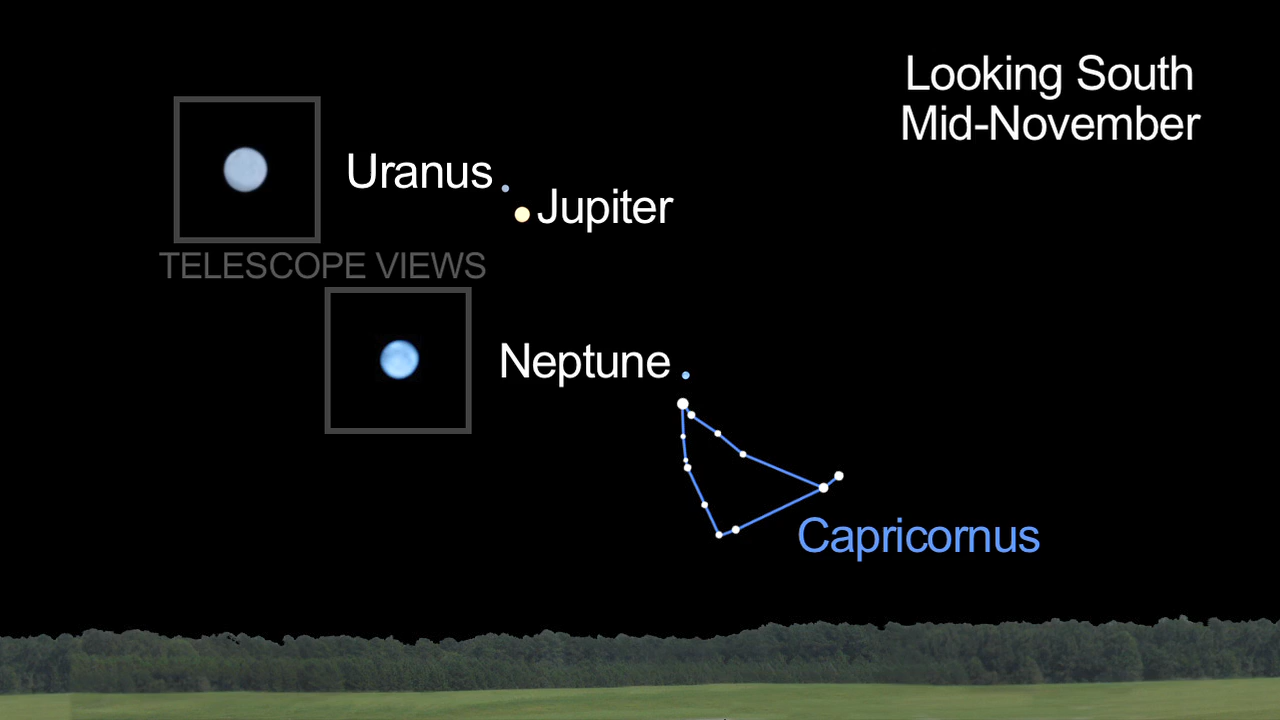 Looking South
Mid-November
Uranus
Jupiter
TELESCOPE VIEWS
Neptune
Capricornus